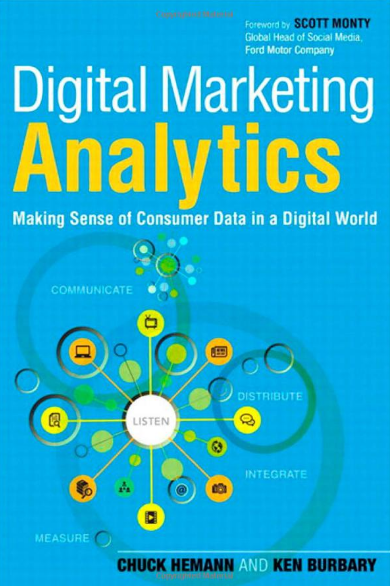 Foreword by SCOTT MONTY
Global Head of Social Media,
Ford Motor Company
Digital Marketing
Analytics
Making Sense of Consumer Data in a Digital World
COMMUNICATE
DISTRIBUTE
LISTEN
@
INTEGRATE
MEASURE
CHUCK HEMANN AND KEN BURBARY